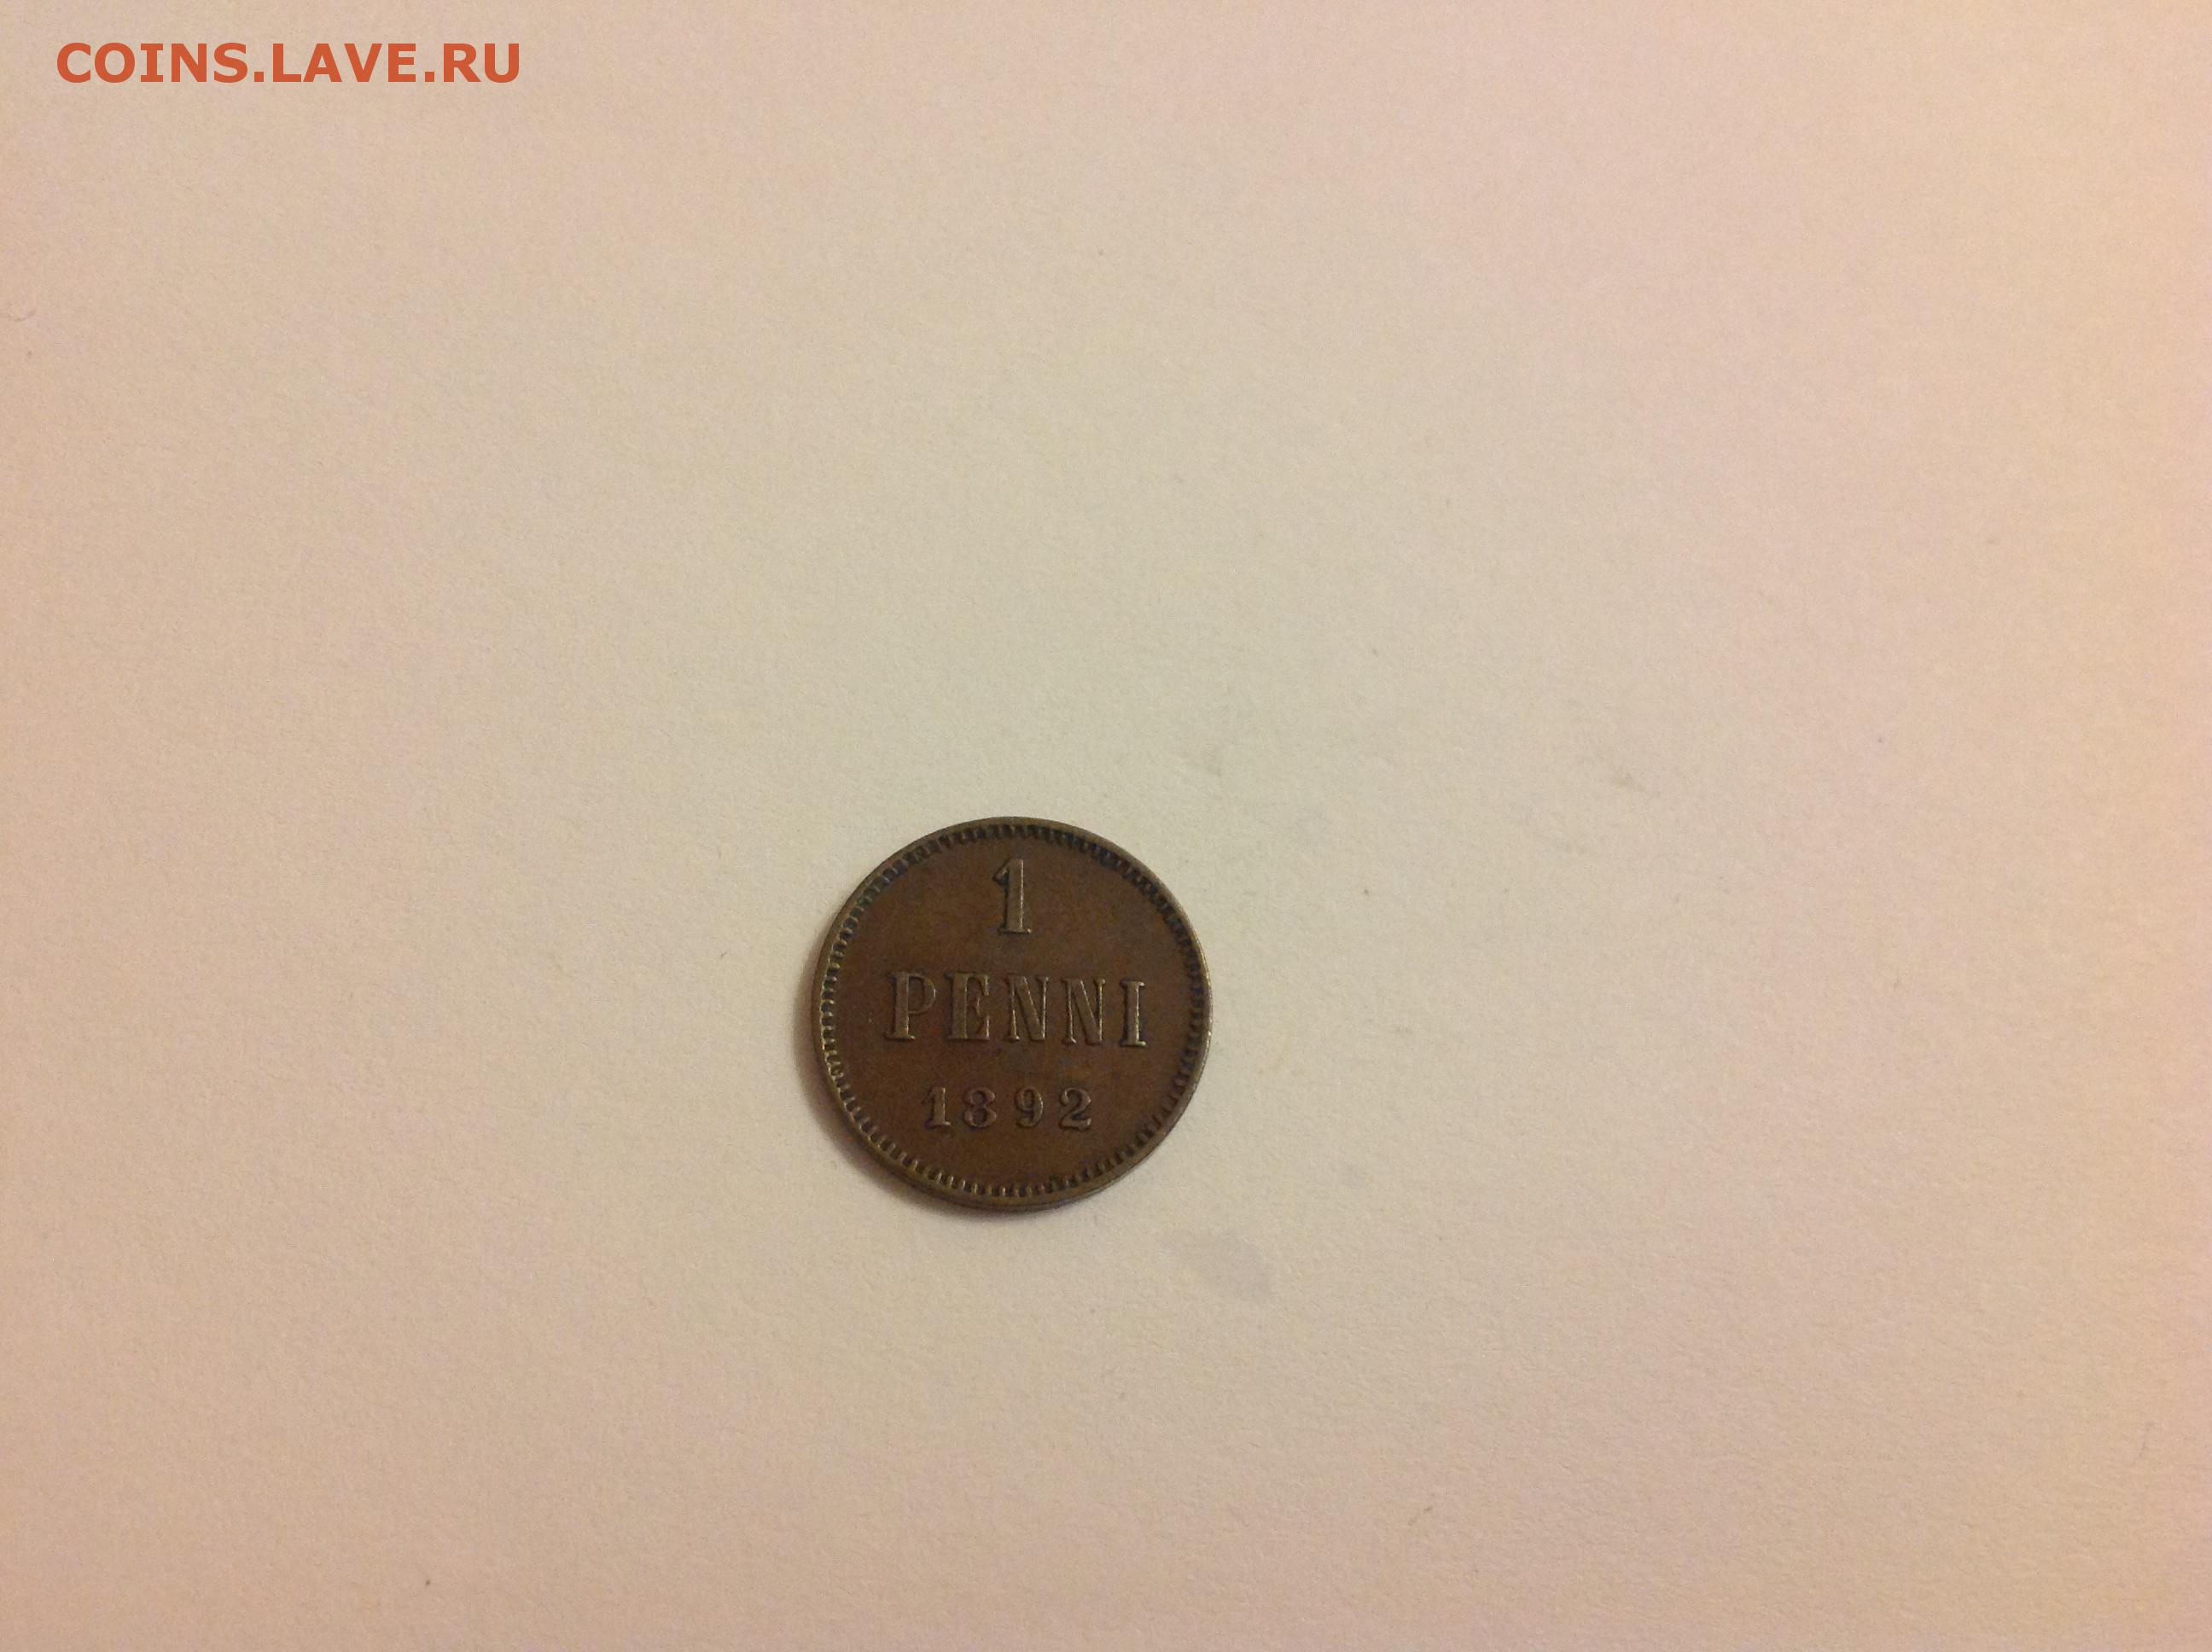 COINS.LAVE.RU
1
PENNI
1892